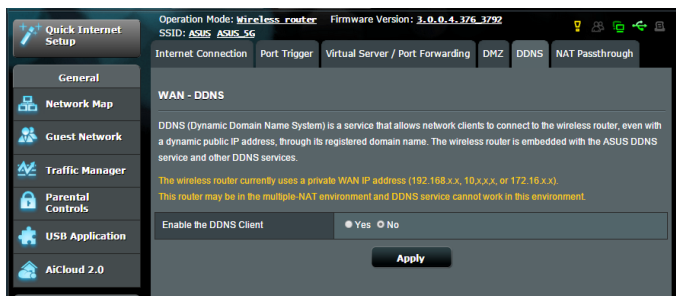 Quick Internet Setup
Operation Mode: Wireless router Firmware Version: 3.0.0.4.376_3792
SSID: ASUS ASUS_5G
Internet Connection Port Trigger Virtual Server / Port Forwarding DMZ DDNS NAT Passthrough
General
Network Map
Guest Network
Traffic Manager
Parental Controls
USB Application
AiCloud 2.0
WAN - DDNS
DDNS (Dynamic Domain Name System) is a service that allows network clients to connect to the wireless router, even with
a dynamic public IP address, through its registered domain name. The wireless router is embedded with the ASUS DDNS
service and other DDNS services.
The wireless router currently uses a private WAN IP address (192.168.x.x, 10,x,x,x, or 172.16.x.x).
This router may be in the multiple-NAT environment and DDNS service cannot work in this environment.
Enable the DDNS Client Yes No
Apply